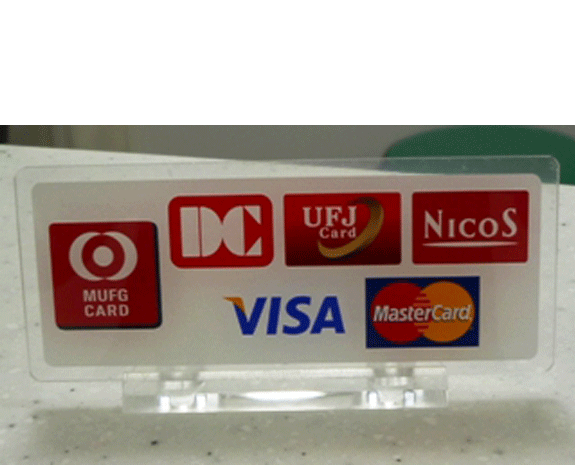 MUFG
CARD
DC
UFJ
Card
NICOS
VISA
MasterCard